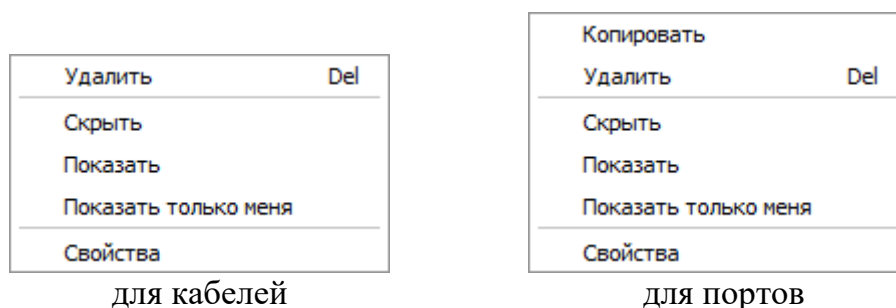 Удалить Del
Скрыть
Показать
Показать только меня
Свойства
для кабелей
Копировать
Удалить Del
Скрыть
Показать
Показать только меня
Свойства
для портов